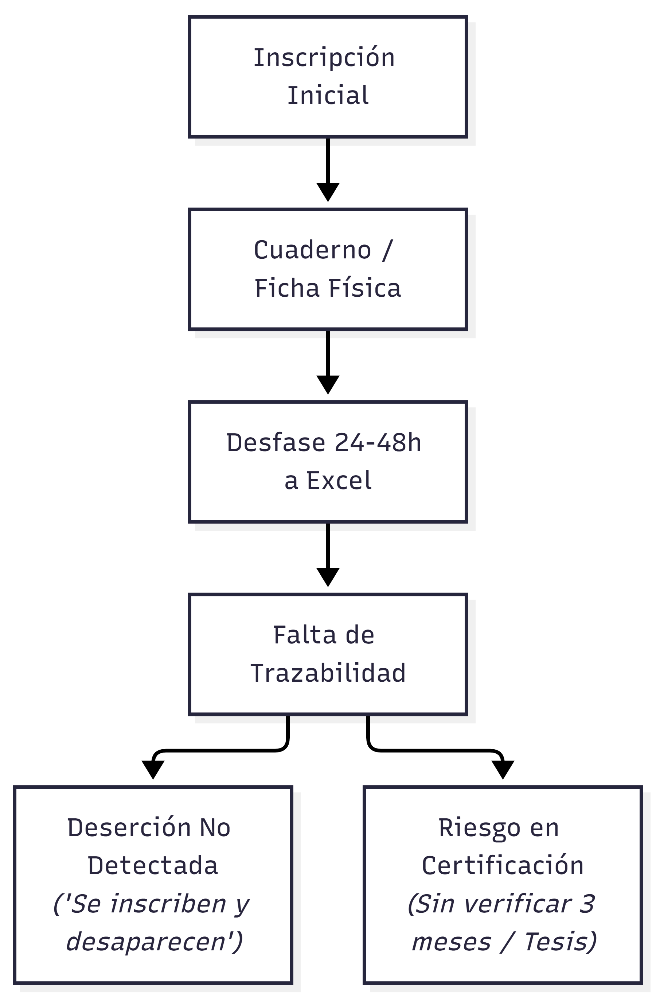 Inscripción
Inicial
Cuaderno /
Ficha Física
Desfase 24-48h
a Excel
Falta de
Trazabilidad
Deserción No
Detectada
('Se inscriben y
desaparecen')
Riesgo en
Certificación
(Sin verificar 3
meses / Tesis)